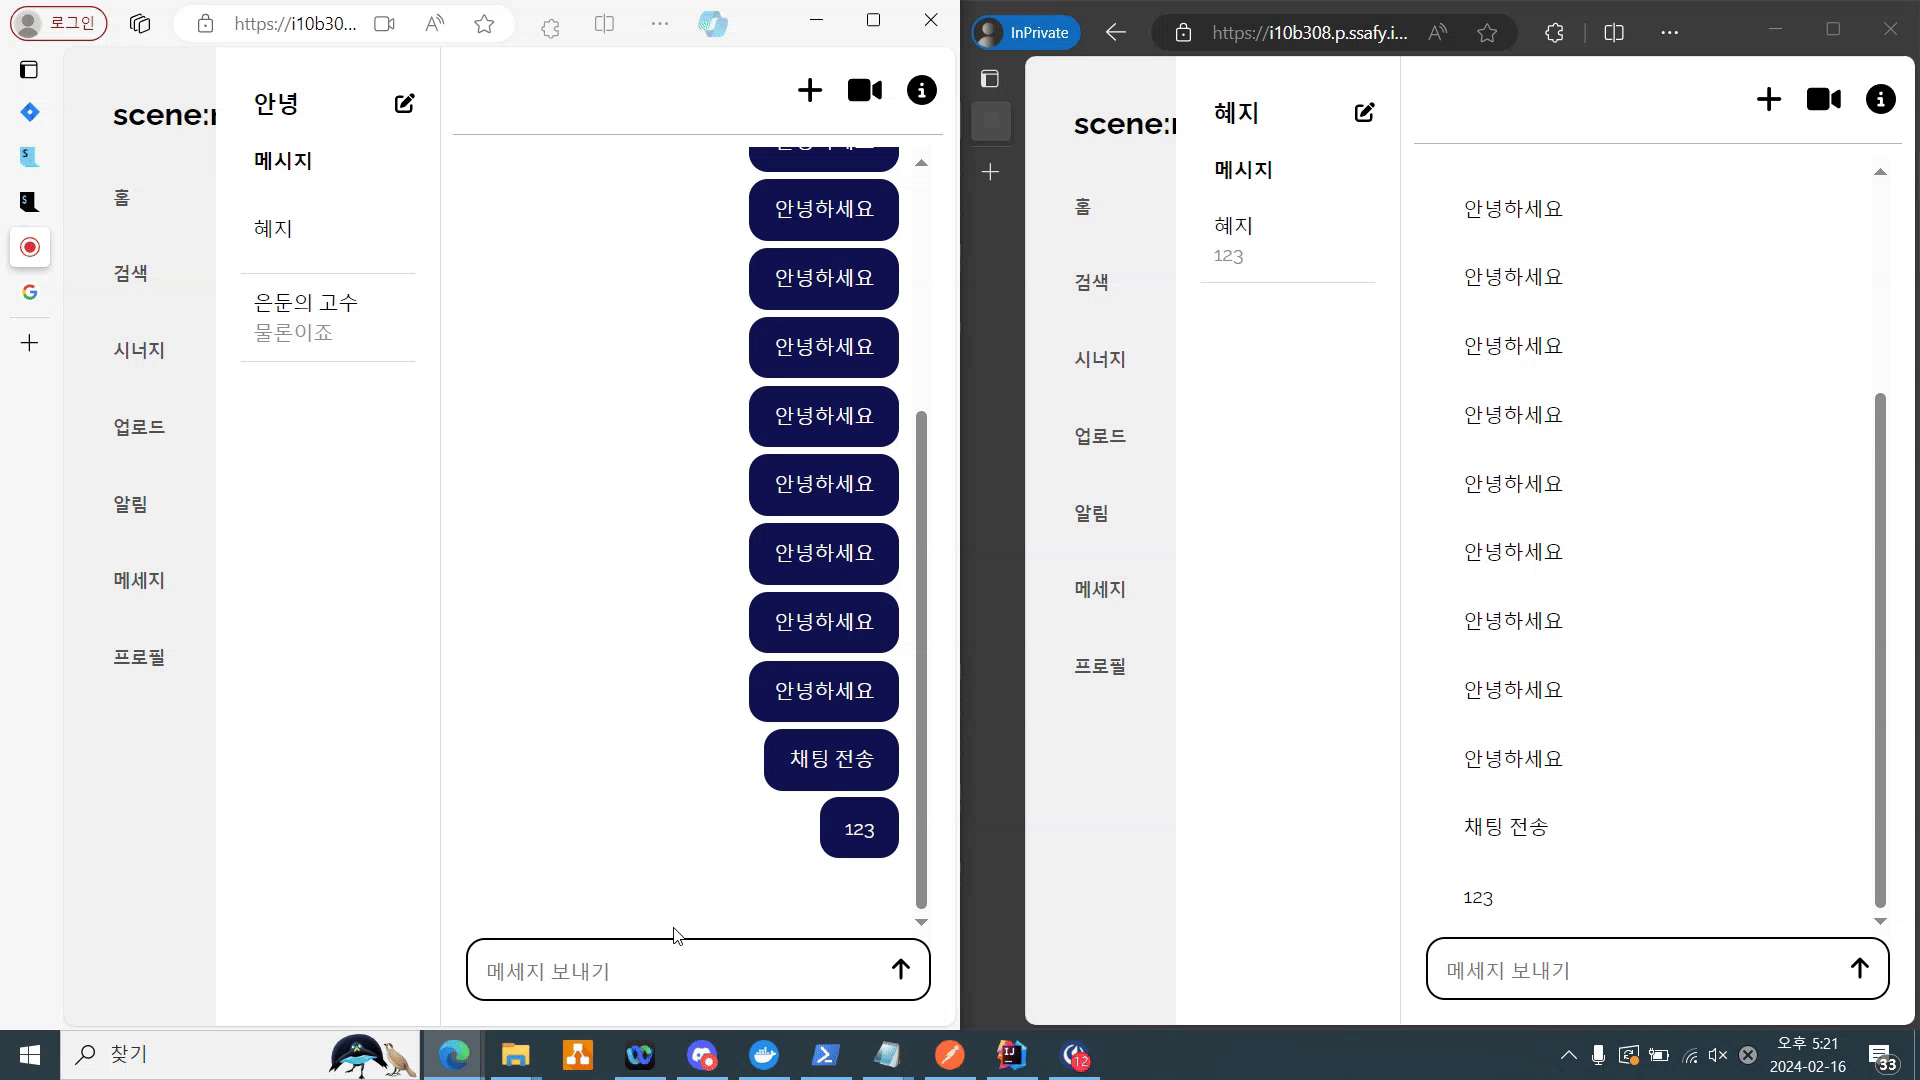 로그인
https://i10b30...
scene:r
홈
검색
시너지
업로드
알림
메세지
프로필
안녕
메시지
혜지
은둔의 고수
물론이죠
안녕하세요
안녕하세요
안녕하세요
안녕하세요
안녕하세요
안녕하세요
안녕하세요
안녕하세요
채팅 전송
123
메세지 보내기
InPrivate
https://i10b308.p.ssafy.i...
scene:r
홈
검색
시너지
업로드
알림
메세지
프로필
혜지
메시지
혜지
123
안녕하세요
안녕하세요
안녕하세요
안녕하세요
안녕하세요
안녕하세요
안녕하세요
안녕하세요
안녕하세요
채팅 전송
123
메세지 보내기
찾기
12
오후 5:21
2024-02-16
33